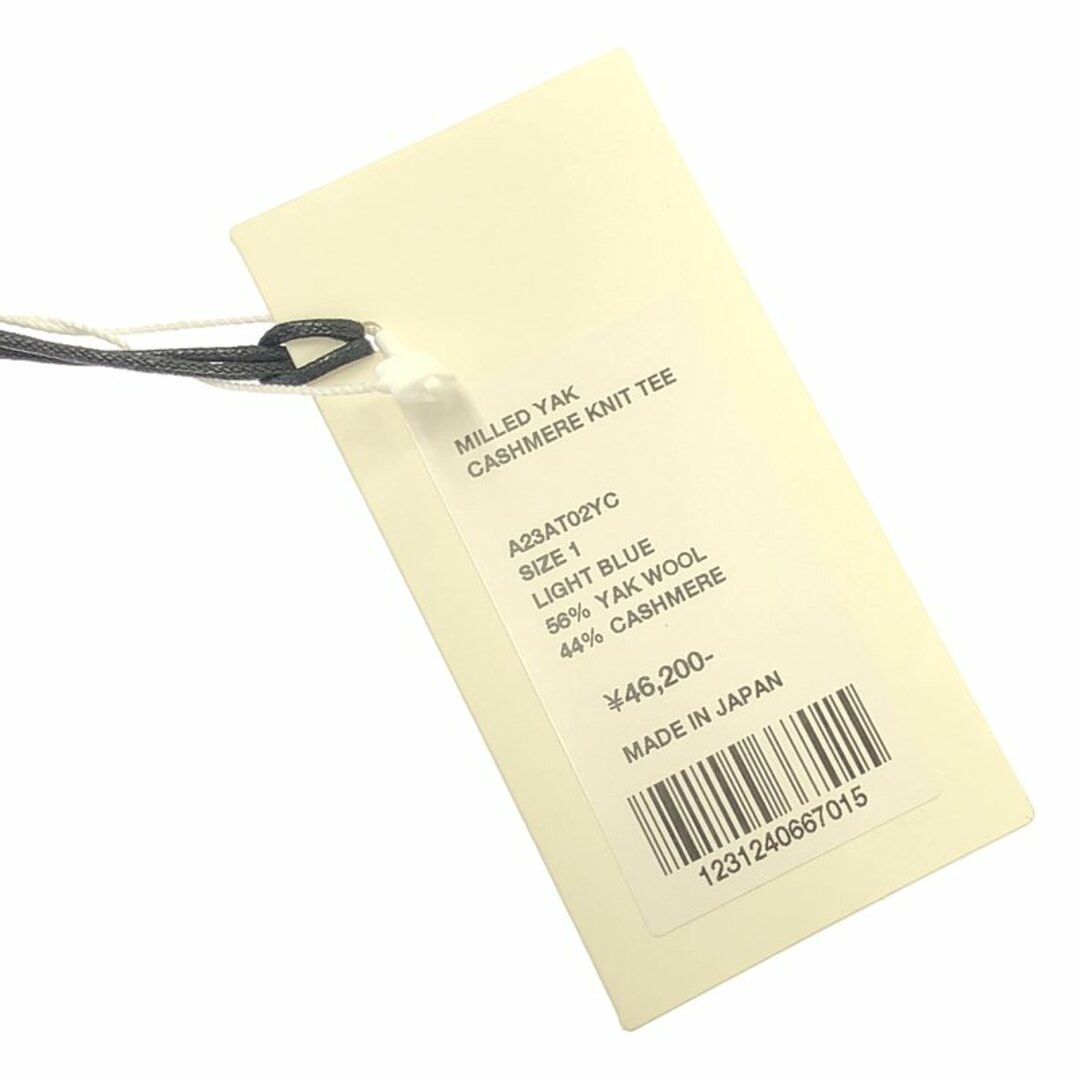 MILLED YAK
CASHMERE KNIT TEE
A23AT02YC
SIZE 1
LIGHT BLUE
56% YAK WOOL
44% CASHMERE
¥46,200-
MADE IN JAPAN
1231240667015